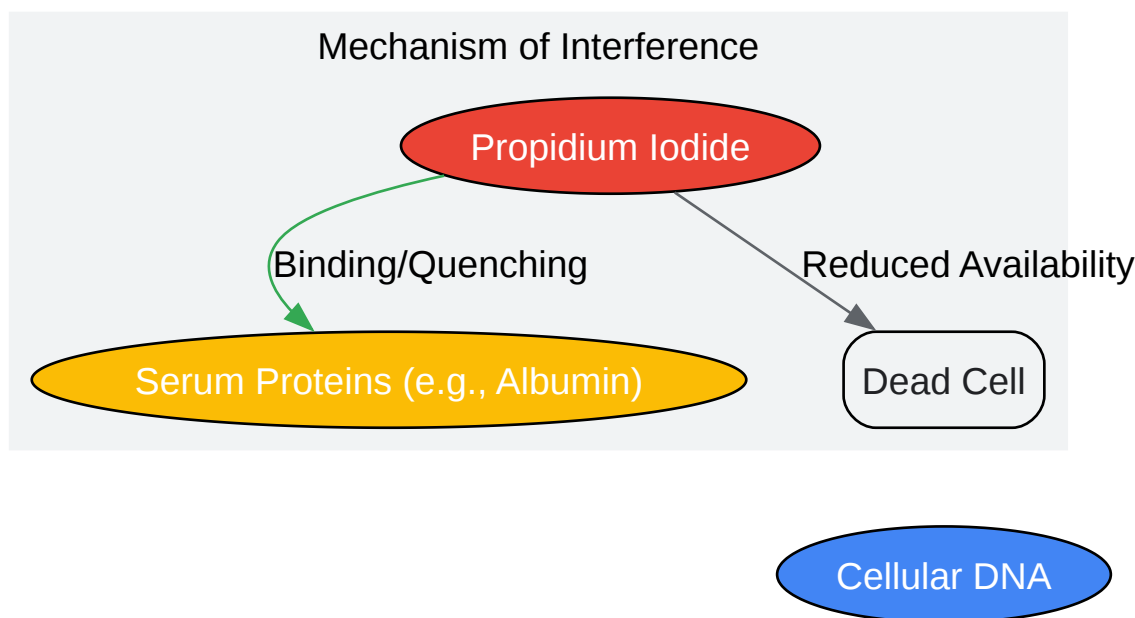 Mechanism of Interference
Propidium Iodide
Binding/Quenching
Reduced Availability
Serum Proteins (e.g., Albumin)
Dead Cell
Cellular DNA